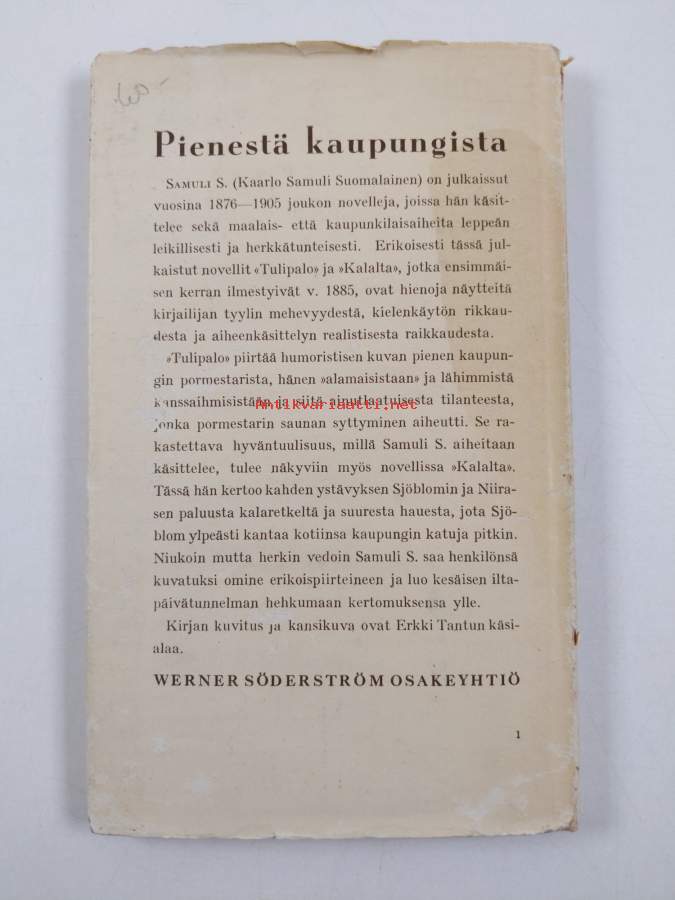 Pienestä kaupungista
SAMULI S. (Kaarlo Samuli Suomalainen) on julkaissut
vuosina 1876—1905 joukon novelleja, joissa hän käsit-
telee sekä maalais- että kaupunkilaisaiheita leppeän
leikillisesti ja herkkätunteisesti. Erikoisesti tässä jul-
kaistut novellit »Tulipalo» ja »Kalalta», jotka ensimmäi-
sen kerran ilmestyivät v. 1885, ovat hienoja näytteitä
kirjailijan tyylin mehevyydestä, kielenkäytön rikkau-
desta ja aiheenkäsittelyn realistisesta raikkaudesta.
»Tulipalo» piirtää humoristisen kuvan pienen kaupun-
gin pormestarista, hänen »alamaisistaan» ja lähimmistä
kanssaihmisistään ja siitä ainutlaatuisesta tilanteesta,
Antikvariaatti.net
jonka pormestarin saunan syttyminen aiheutti. Se ra-
kastettava hyväntuulisuus, millä Samuli S. aiheitaan
käsittelee, tulee näkyviin myös novellissa »Kalalta».
Tässä hän kertoo kahden ystävyksen Sjöblomin ja Niira-
sen paluusta kalaretkeltä ja suuresta hauesta, jota Sjö-
blom ylpeästi kantaa kotiinsa kaupungin katuja pitkin.
Niukoin mutta herkin vedoin Samuli S. saa henkilönsä
kuvatuksi omine erikoispiirteineen ja luo kesäisen ilta-
päivätunnelman hehkumaan kertomuksensa ylle.
Kirjan kuvitus ja kansikuva ovat Erkki Tantun käsi-
alaa.
WERNER SÖDERSTRÖM OSAKEYHTIÖ
1